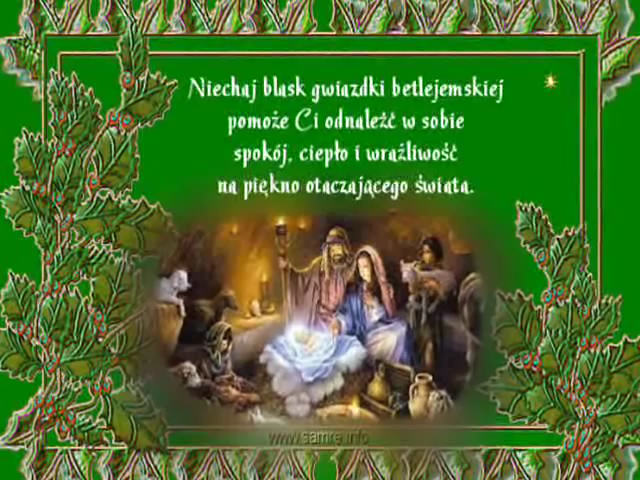 Niechaj blask gwiazdki betlejemskiej
pomoże Ci odnaleźć w sobie
spokój, ciepło i wrażliwość
na piękno otaczającego świata.
www.samre.info